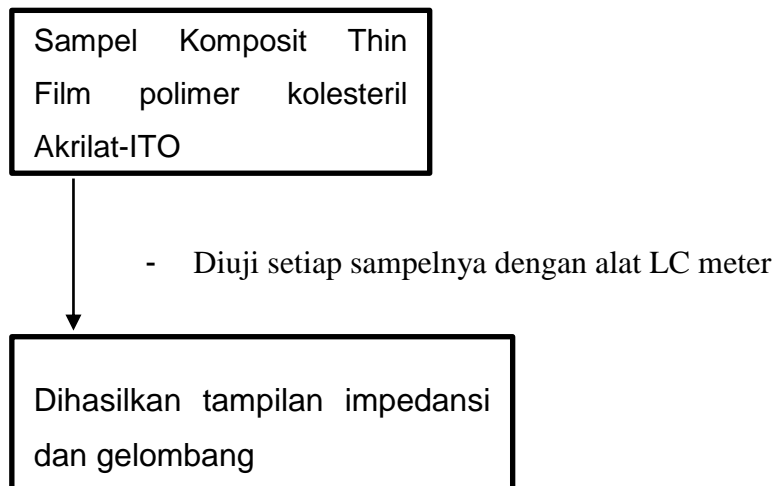 Sampel Komposit Thin
Film polimer kolesteril
Akrilat-ITO
- Diuji setiap sampelnya dengan alat LC meter
Dihasilkan tampilan impedansi
dan gelombang